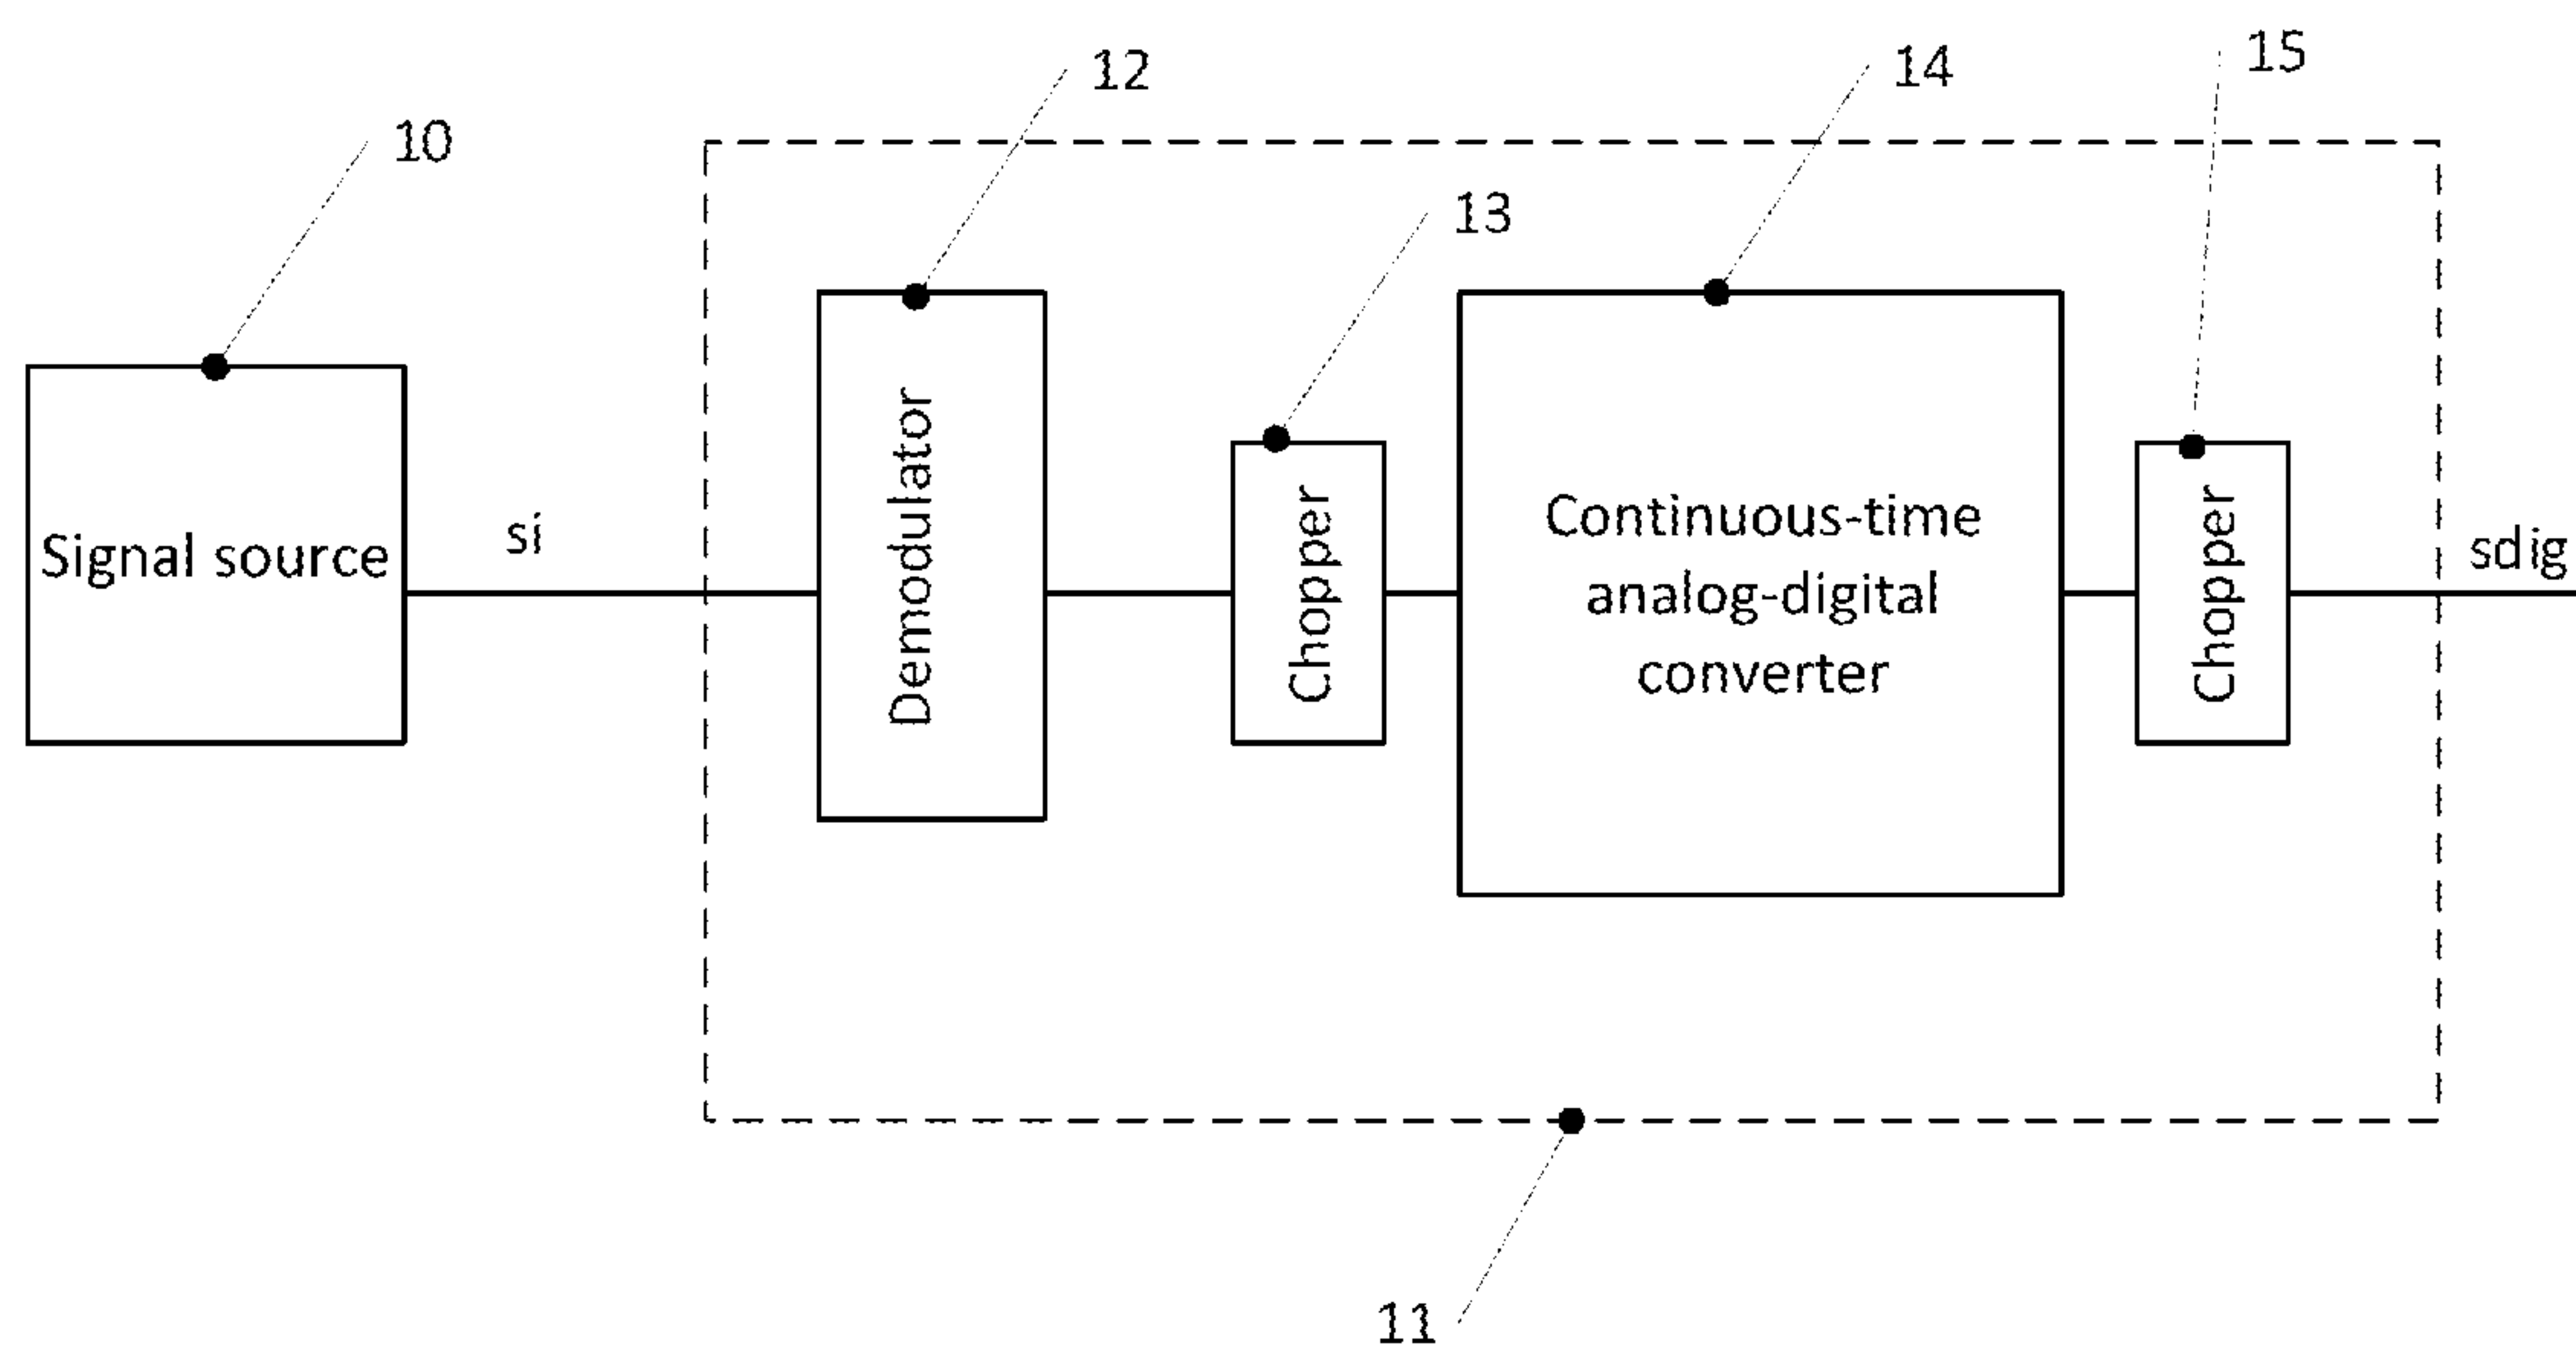 12
14
15
10
13
Signal source
si
Demodulator
Chopper
Continuous-time
analog-digital
converter
Chopper
sdig
11